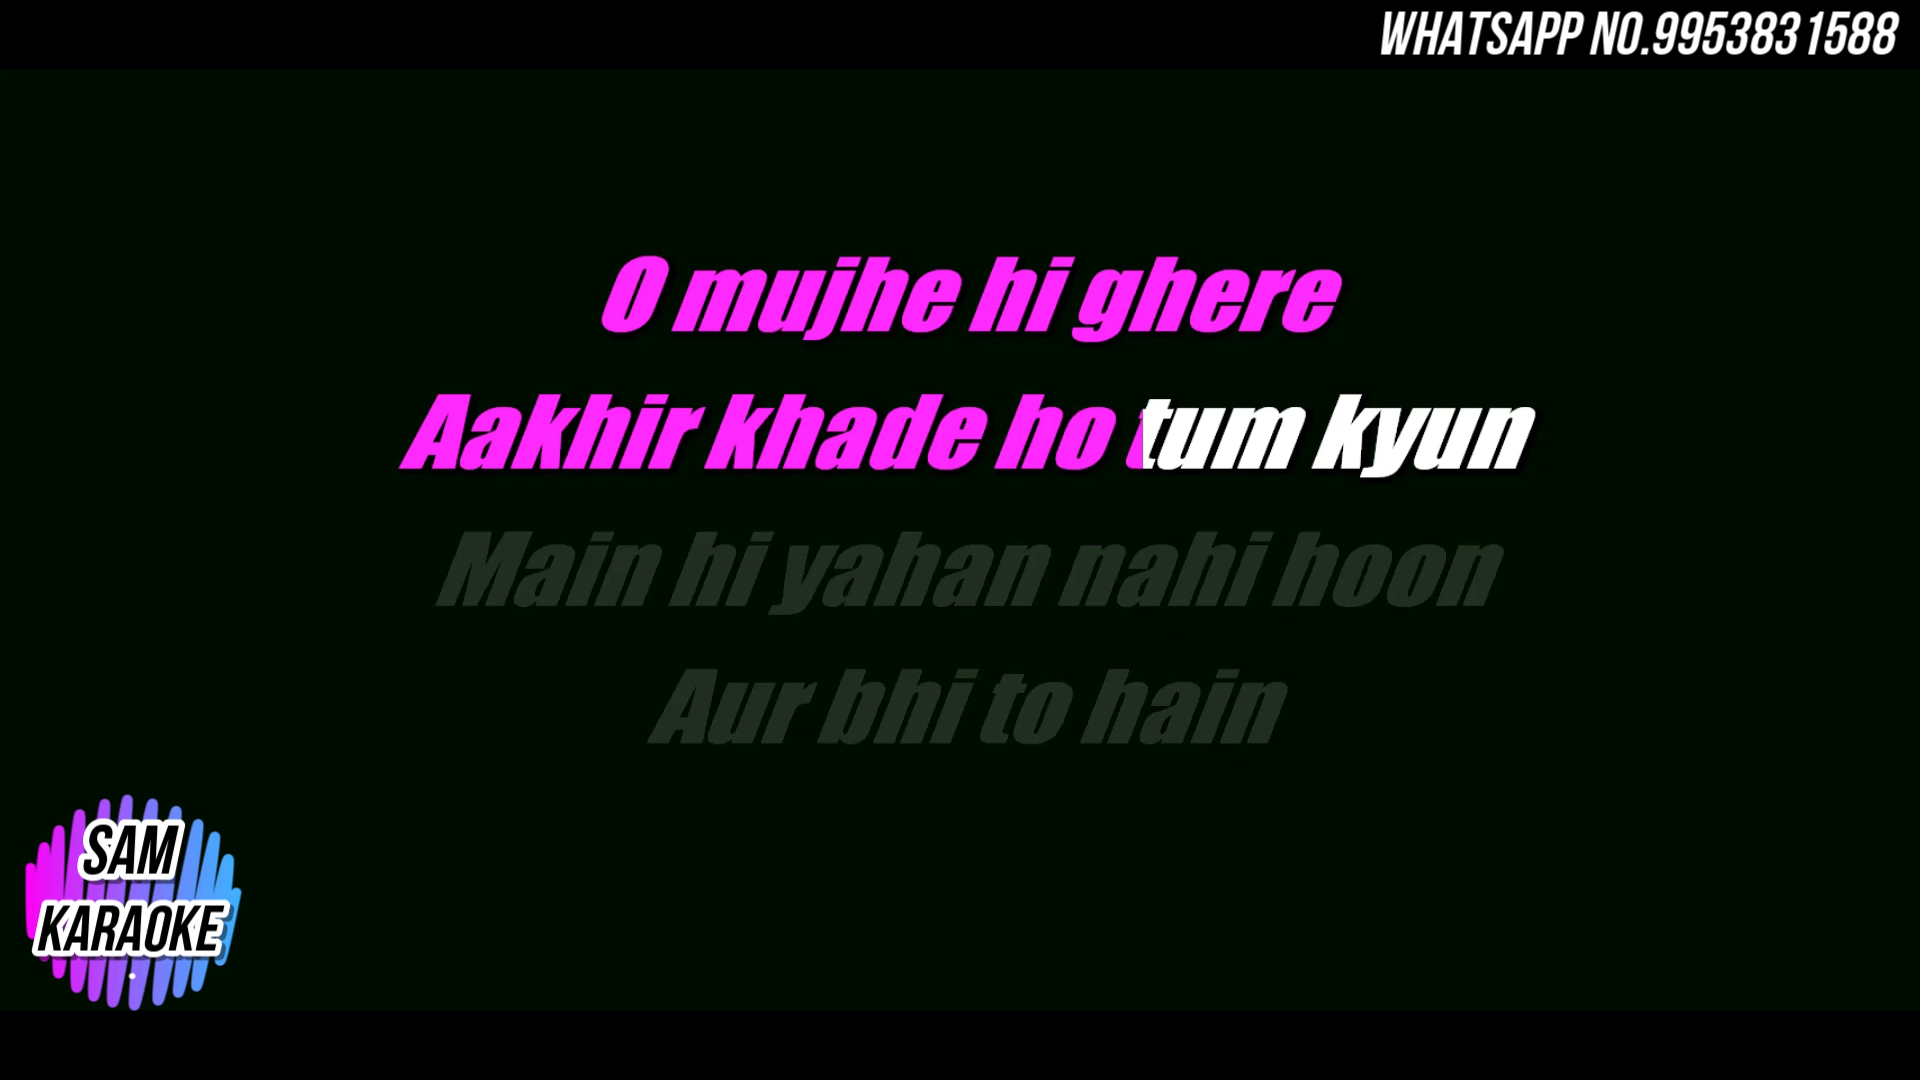 WHATSAPP NO.9953831588
O mujhe hi ghere
Aakhir khade ho tum kyun
Main hi yahan nahi hoon
Aur bhi to hain
SAM
KARAOKE